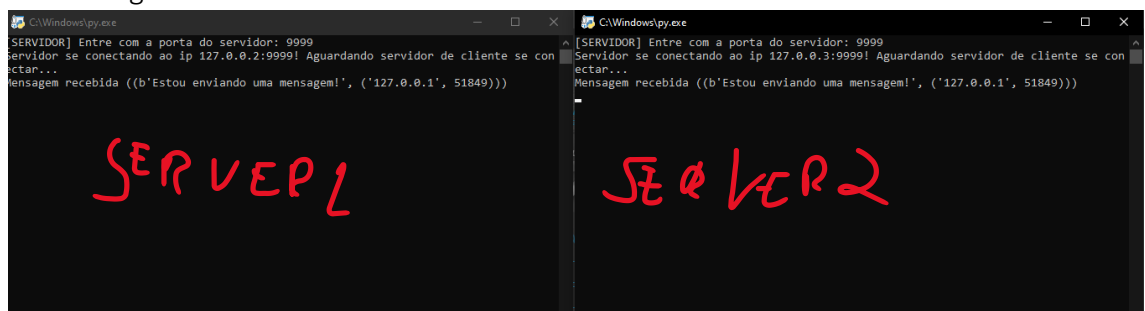 C:\Windows\py.exe
[SERVIDOR] Entre com a porta do servidor: 9999
Servidor se conectando ao ip 127.0.0.2:9999! Aguardando servidor de cliente se con
ectar...
Mensagem recebida ((b'Estou enviando uma mensagem!', ('127.0.0.1', 51849)))
SERVER1
C:\Windows\py.exe
[SERVIDOR] Entre com a porta do servidor: 9999
Servidor se conectando ao ip 127.0.0.3:9999! Aguardando servidor de cliente se con
ectar...
Mensagem recebida ((b'Estou enviando uma mensagem!', ('127.0.0.1', 51849)))
SERVER2